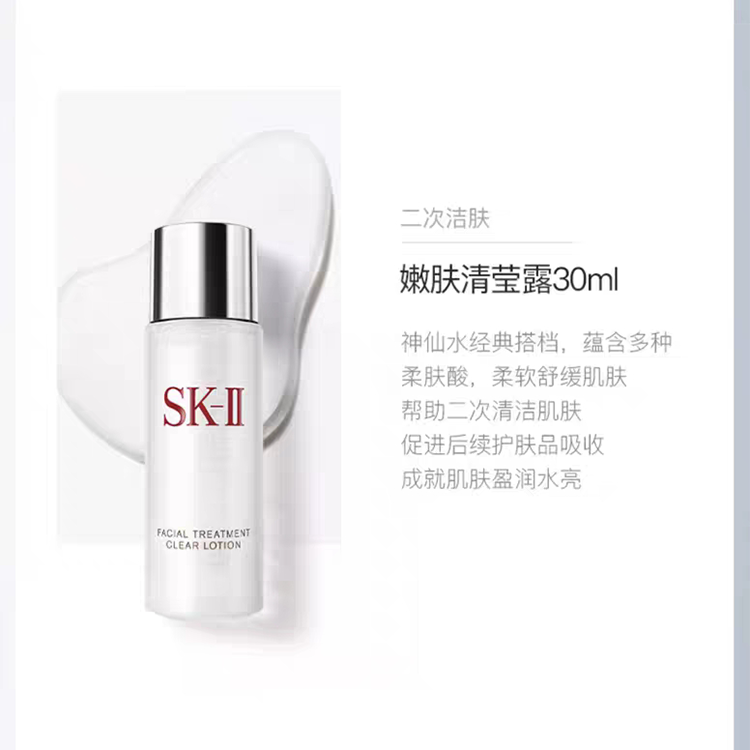 二次洁肤
嫩肤清莹露30ml
神仙水经典搭档，蕴含多种
柔肤酸，柔软舒缓肌肤
帮助二次清洁肌肤
促进后续护肤品吸收
成就肌肤盈润水亮
SK-II
FACIAL TREATMENT
CLEAR LOTION